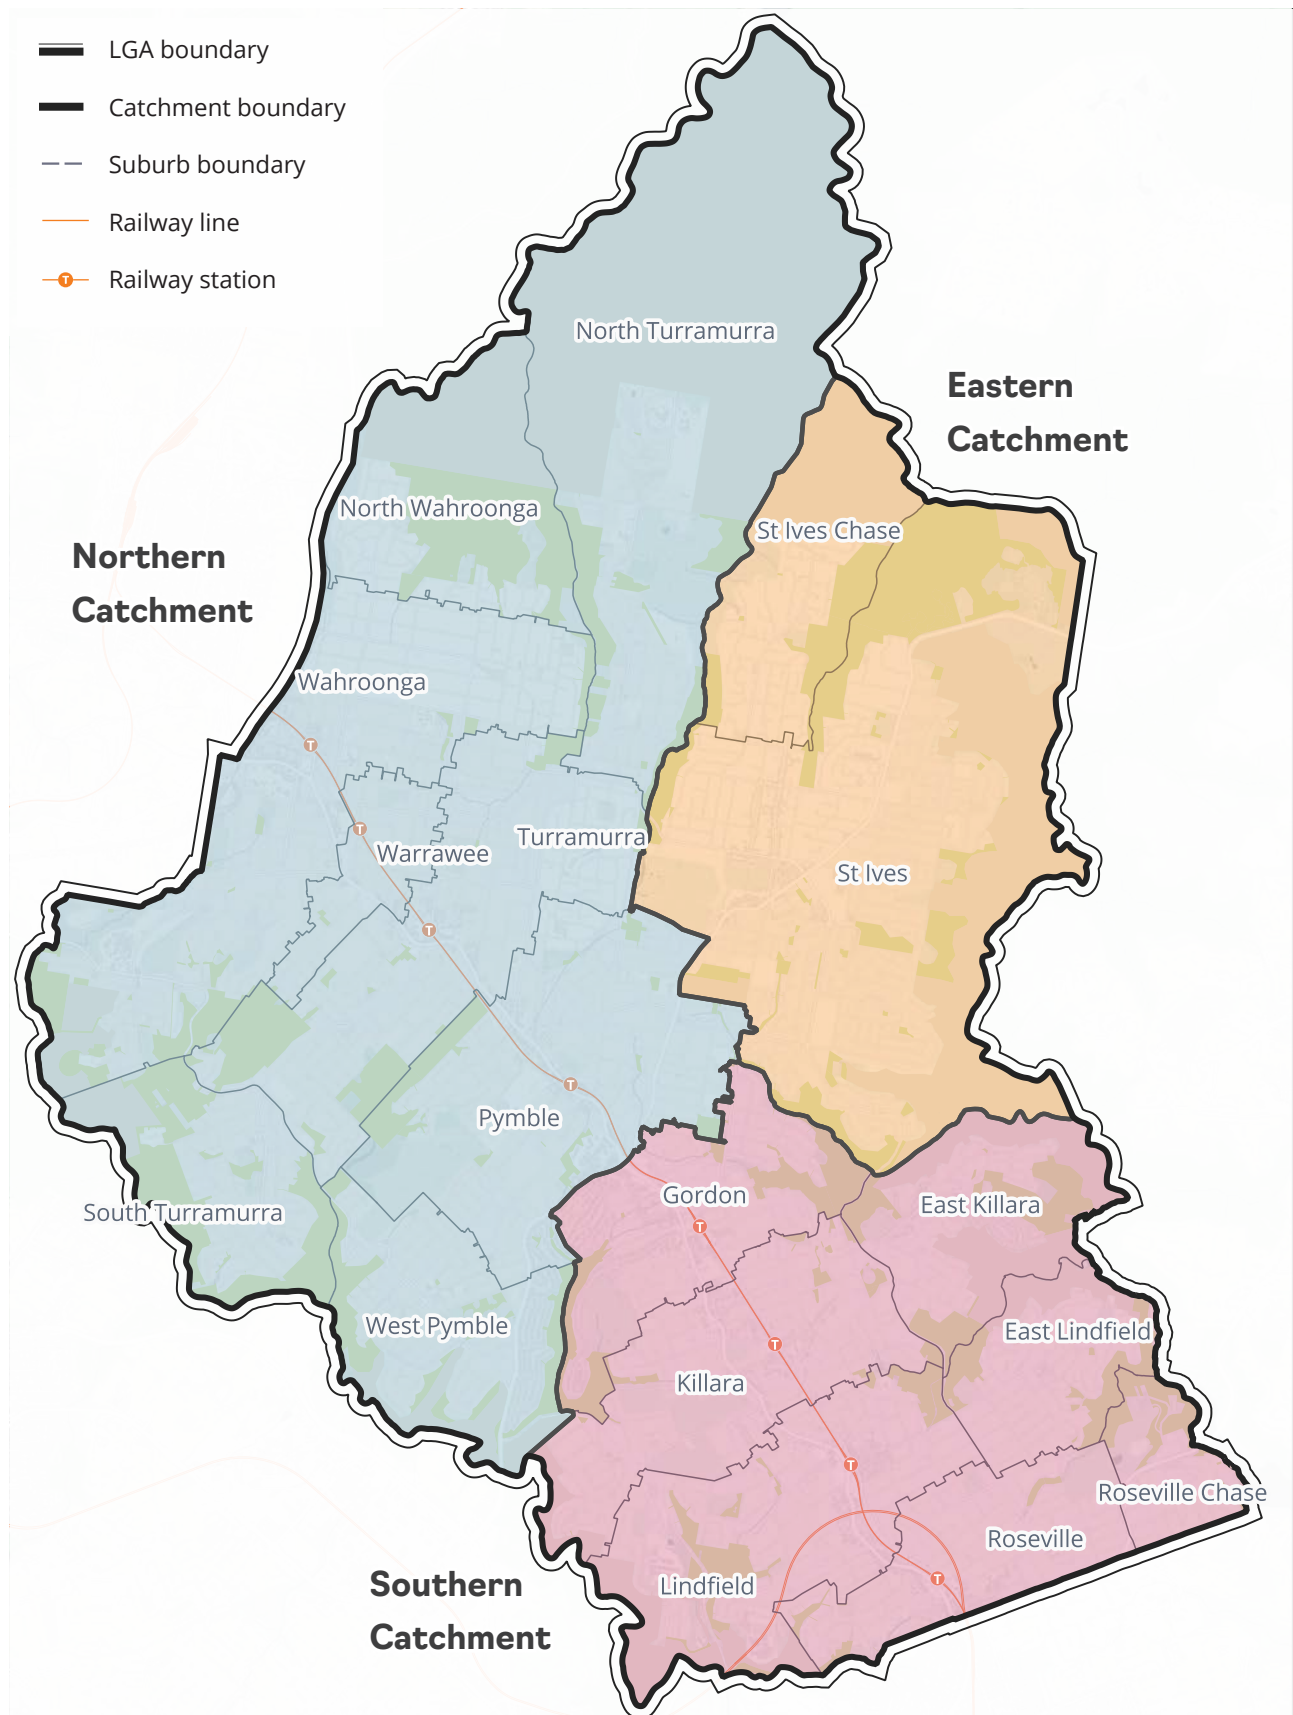 LGA boundary
Catchment boundary
Suburb boundary
Railway line
T
Railway station
North Turramurra
Eastern
Catchment
North Wahroonga
St Ives Chase
Northern
Catchment
Wahroonga
T
T
Turramurra
Warrawee
St Ives
T
T
Pymble
Gordon
East Killara
South Turramurra
T
West Pymble
East Lindfield
T
Killara
T
Roseville Chase
Roseville
T
Southern
Catchment
Lindfield